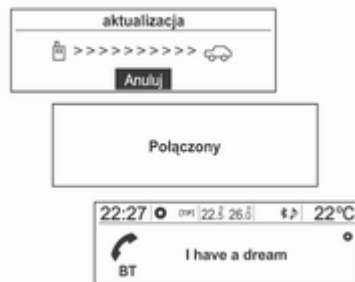 aktualizacja
> > > > > > > > > >
Anuluj
Połączony
22:27 22.5 26.0 22°C
I have a dream
BT